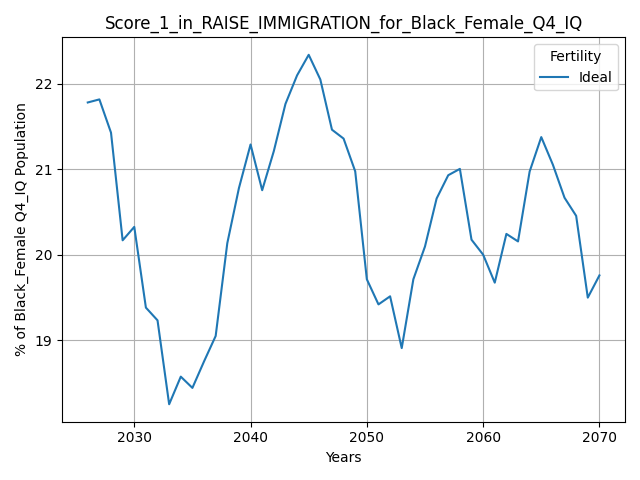 Score_1_in_RAISE_IMMIGRATION_for_Black_Female_Q4_IQ
% of Black_Female Q4_IQ Population
22
21
20
19
Fertility
Ideal
2030 2040 2050 2060 2070
Years